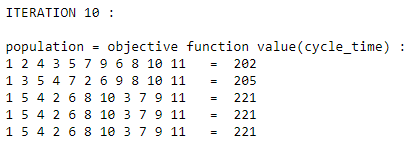 ITERATION 10 :
population = objective function value(cycle_time) :
1 2 4 3 5 7 9 6 8 10 11 = 202
1 3 5 4 7 2 6 9 8 10 11 = 205
1 5 4 2 6 8 10 3 7 9 11 = 221
1 5 4 2 6 8 10 3 7 9 11 = 221
1 5 4 2 6 8 10 3 7 9 11 = 221